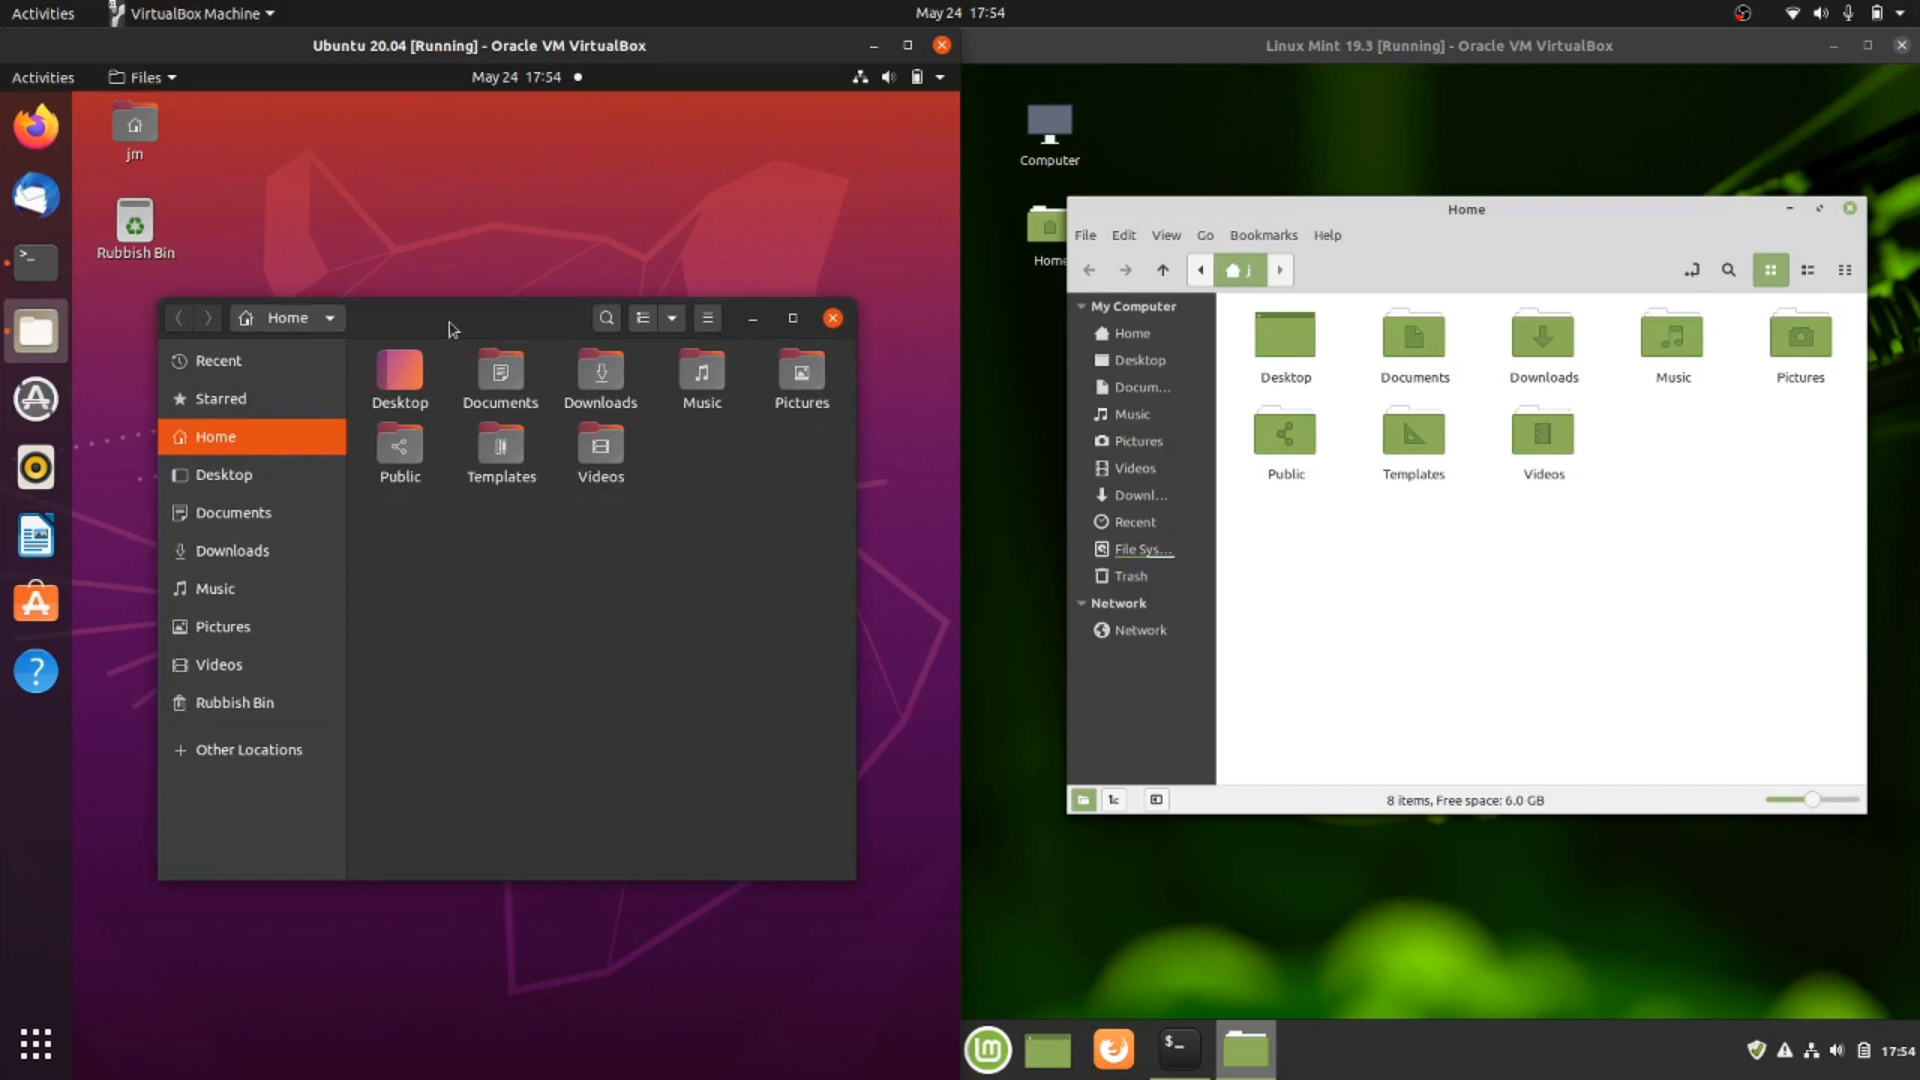 Activities VirtualBox Machine May 24 17:54
Ubuntu 20.04 [Running] - Oracle VM VirtualBox
Activities Files May 24 17:54
jm
Rubbish Bin
Home
Recent
Starred
Home
Desktop
Documents
Downloads
Music
Pictures
Videos
Rubbish Bin
Other Locations
Desktop Documents Downloads Music Pictures
Public Templates Videos
Linux Mint 19.3 [Running] - Oracle VM VirtualBox
Computer
Home
Home
File Edit View Go Bookmarks Help
j
My Computer
Home
Desktop
Docum...
Music
Pictures
Videos
Downl...
Recent
File Sys...
Trash
Network
Network
Desktop Documents Downloads Music Pictures
Public Templates Videos
8 items, Free space: 6.0 GB
17:54